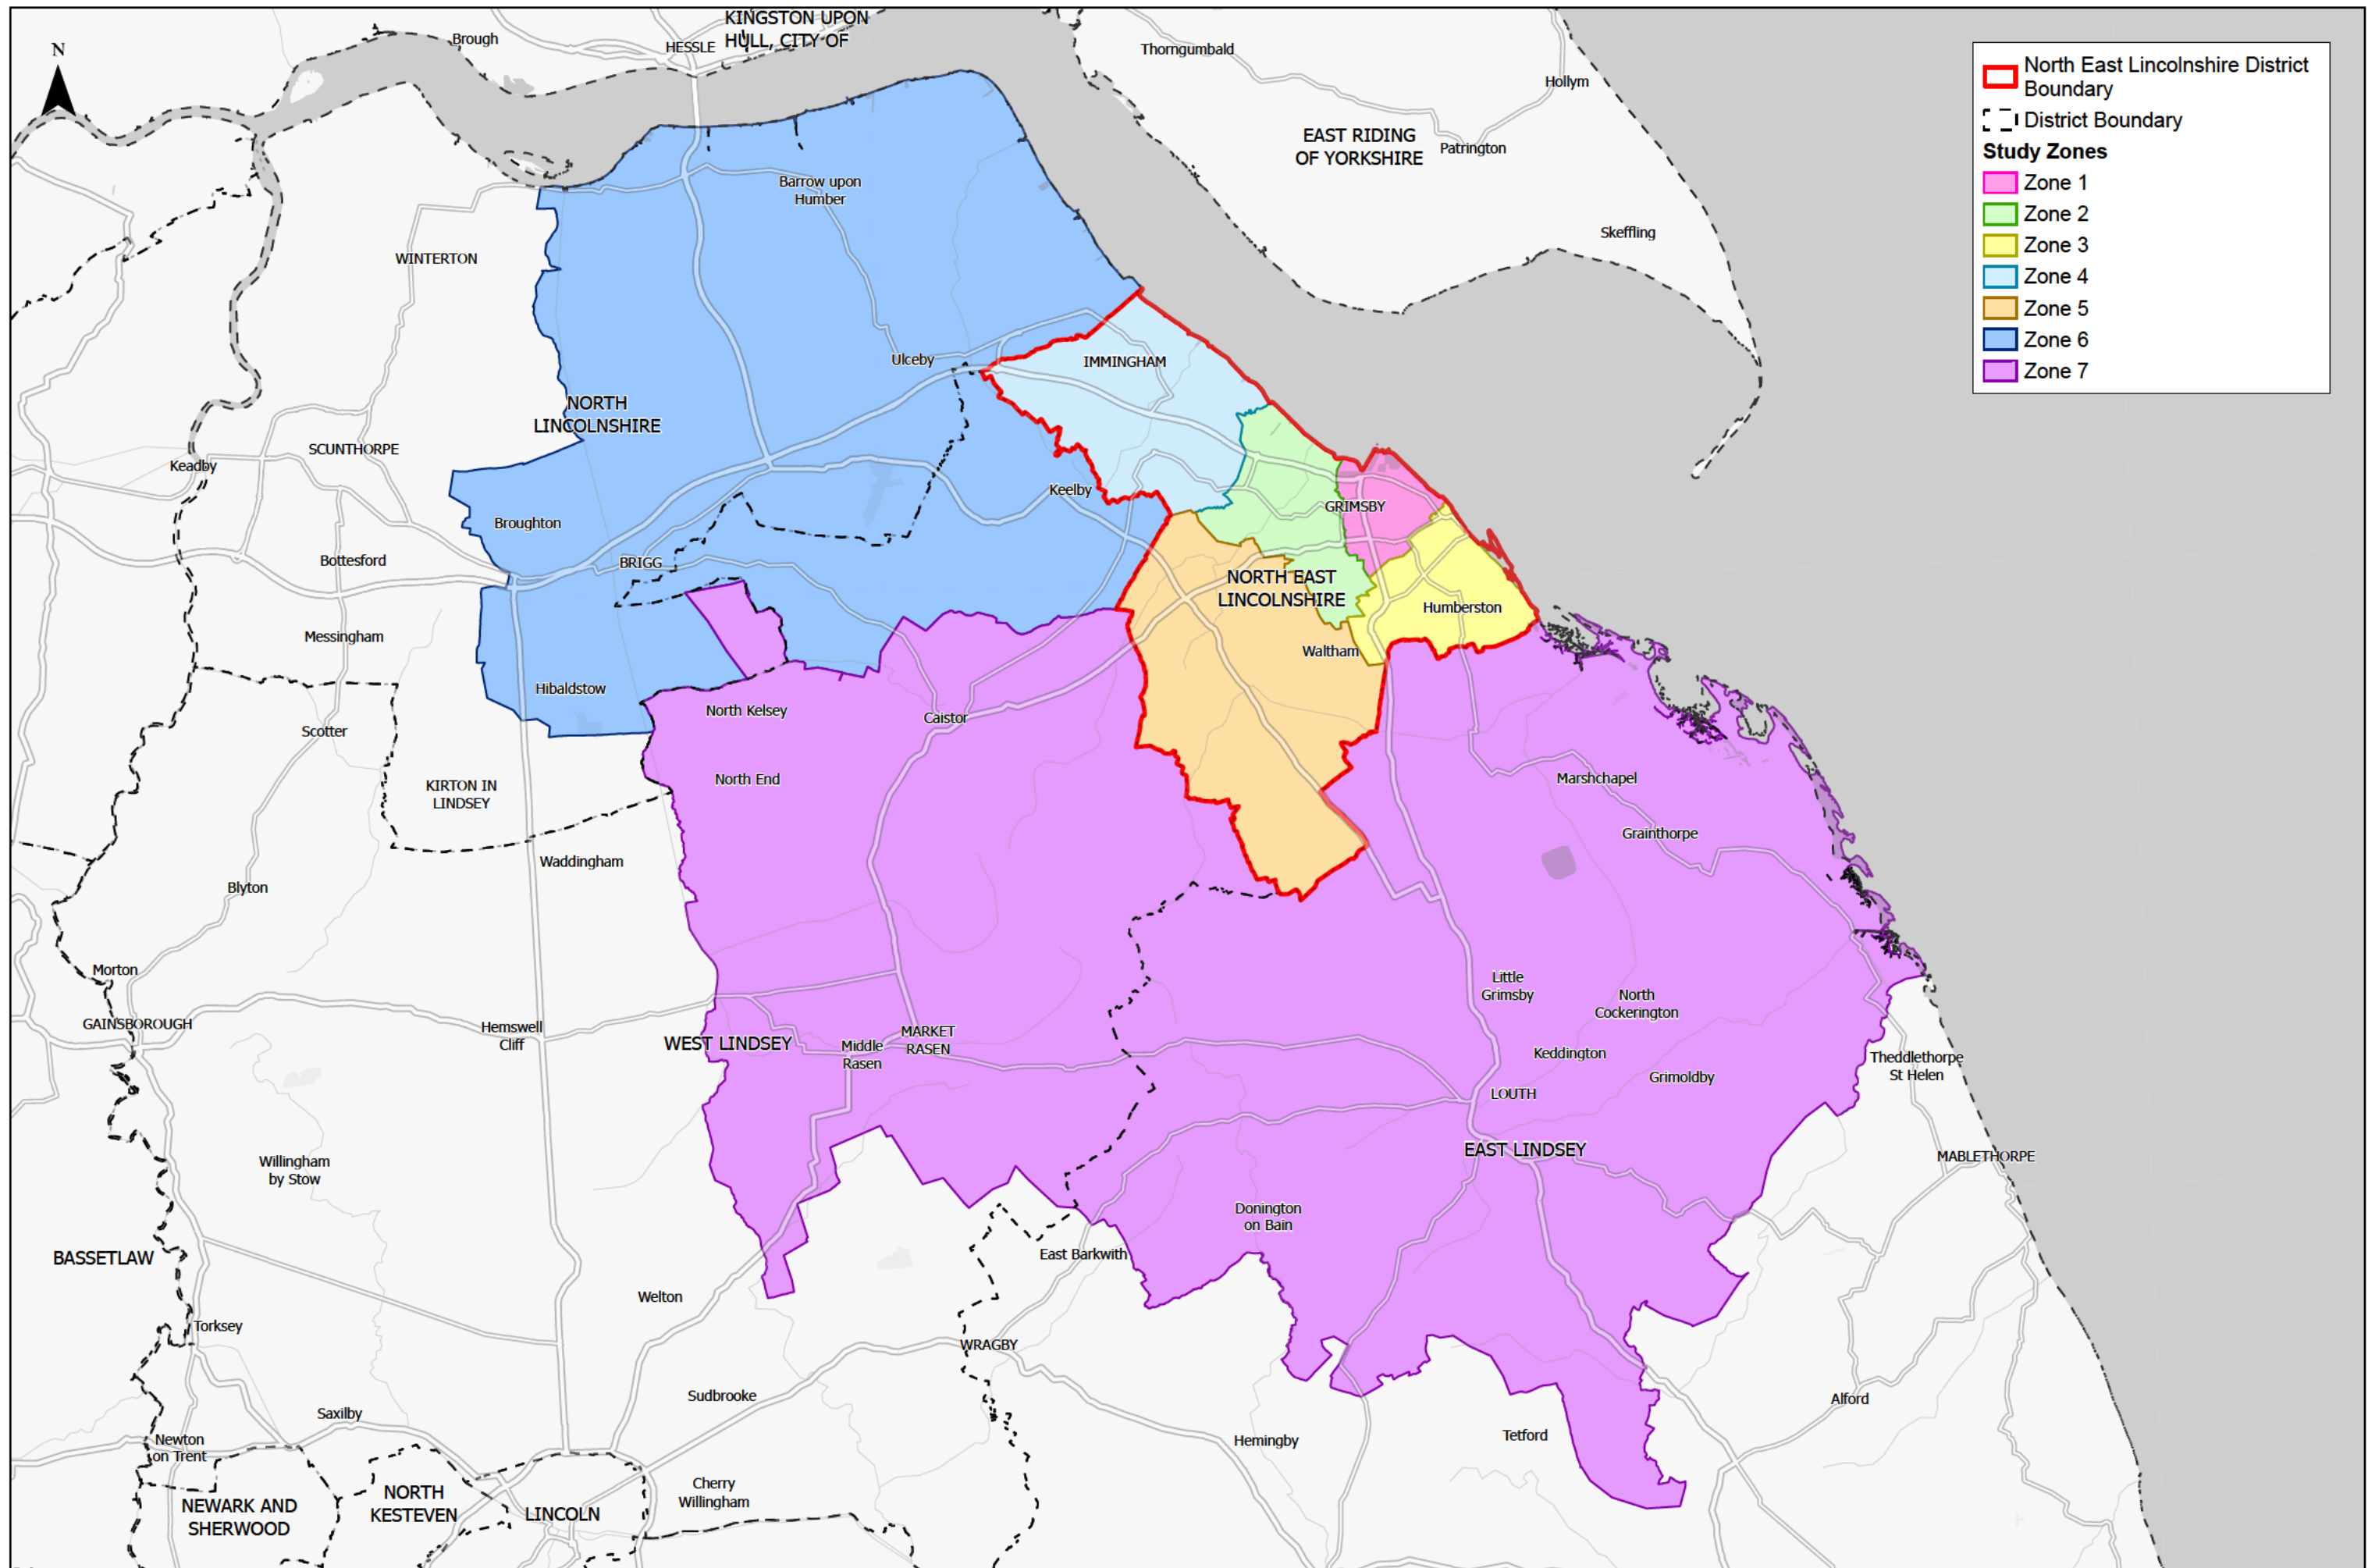 KINGSTON UPON
HULL, CITY OF
Brough
HESSLE
Thorngumbald
Hollym
N
EAST RIDING
OF YORKSHIRE
Patrington
Skeffling
North East Lincolnshire District
Boundary
District Boundary
Study Zones
Zone 1
Zone 2
Zone 3
Zone 4
Zone 5
Zone 6
Zone 7
Barrow upon
Humber
WINTERTON
Ulceby
IMMINGHAM
NORTH
LINCOLNSHIRE
SCUNTHORPE
Keadby
Keelby
GRIMSBY
Broughton
Bottesford
BRIGG
NORTH EAST
LINCOLNSHIRE
Humberston
Messingham
Waltham
Hibaldstow
North Kelsey
Caistor
Scotter
North End
Marshchapel
KIRTON IN
LINDSEY
Grainthorpe
Waddingham
Blyton
Morton
Little
Grimsby
North
Cockerington
GAINSBOROUGH
Hemswell
Cliff
WEST LINDSEY
Middle
Rasen
MARKET
RASEN
Keddington
Grimoldby
Theddlethorpe
St Helen
LOUTH
EAST LINDSEY
MABLETHORPE
Willingham
by Stow
Donington
on Bain
BASSETLAW
East Barkwith
Welton
Torksey
WRAGBY
Sudbrooke
Alford
Saxilby
Tetford
Hemingby
Newton
on Trent
Cherry
Willingham
NEWARK AND
SHERWOOD
NORTH
KESTEVEN
LINCOLN